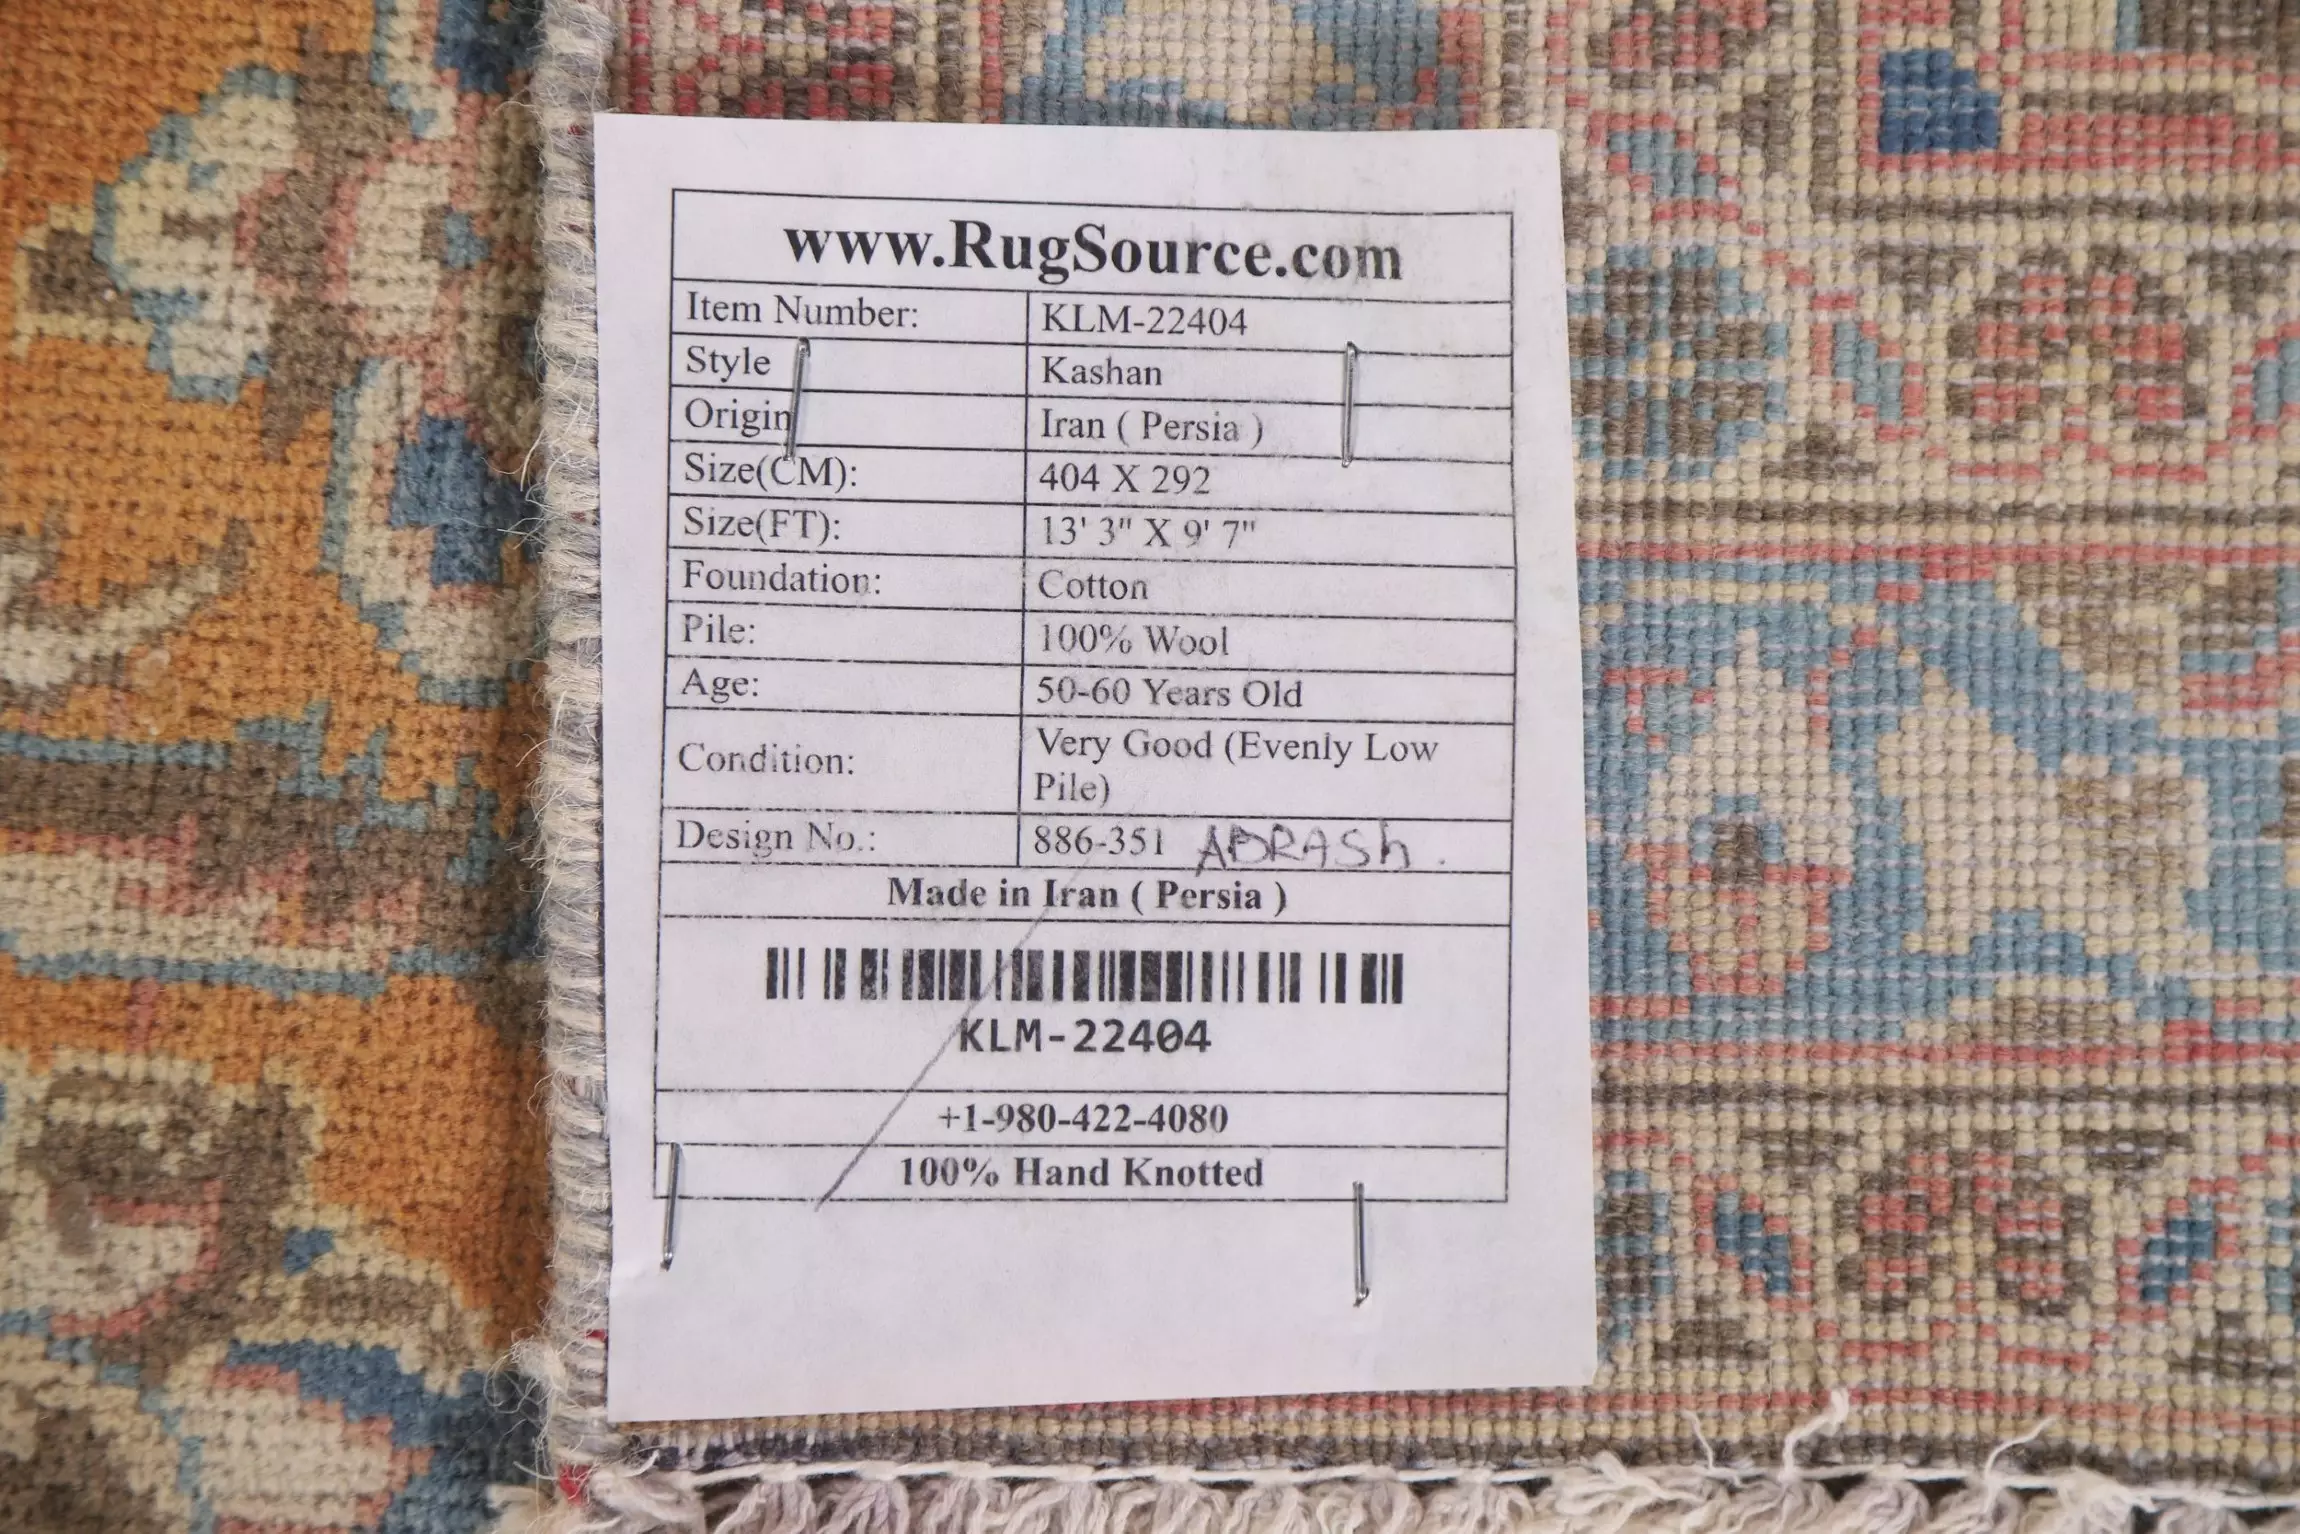 www.RugSource.com
Item Number: KLM-22404
Style Kashan
Origin Iran ( Persia )
Size(CM): 404 X 292
Size(FT): 13' 3" X 9' 7"
Foundation: Cotton
Pile: 100% Wool
Age: 50-60 Years Old
Condition: Very Good (Evenly Low
Pile)
Design No.: 886-351 ABRASh.
Made in Iran ( Persia )
KLM-22404
+1-980-422-4080
100% Hand Knotted